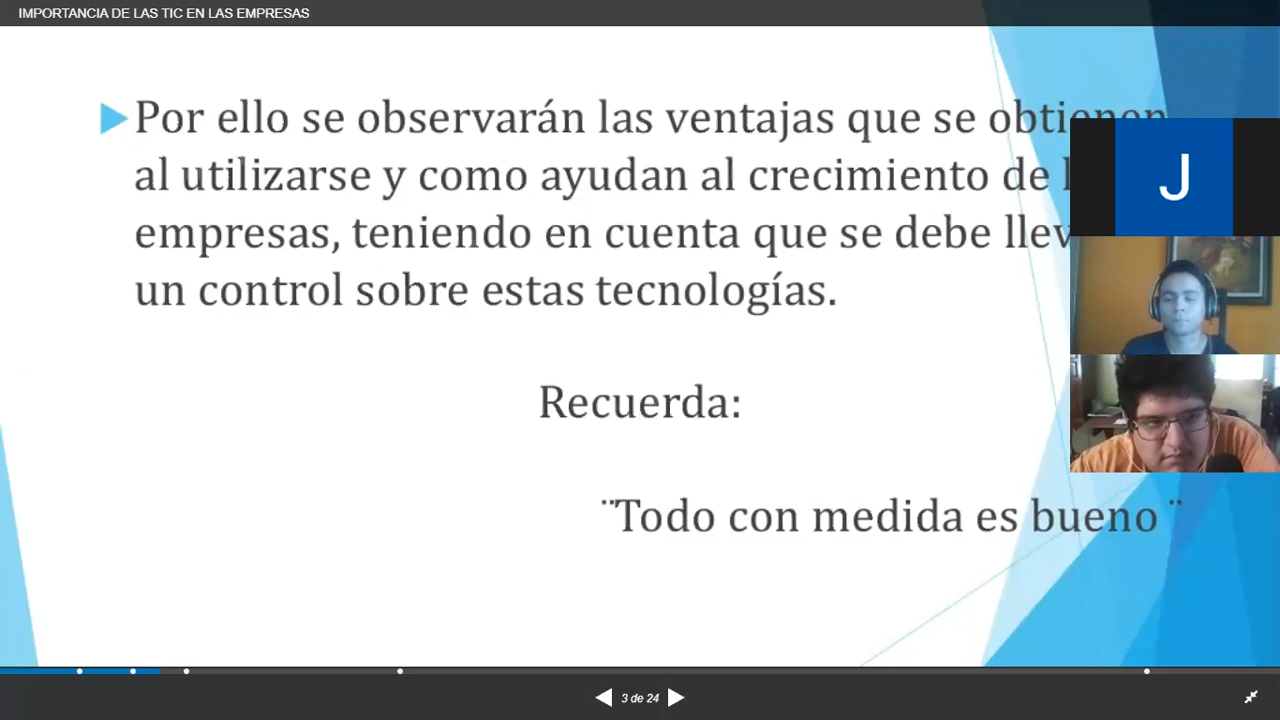 IMPORTANCIA DE LAS TIC EN LAS EMPRESAS
Por ello se observarán las ventajas que se obtienen
al utilizarse y como ayudan al crecimiento de
empresas, teniendo en cuenta que se debe
un control sobre estas tecnologías.
J
Recuerda:
¨Todo con medida es bueno ¨
3 de 24